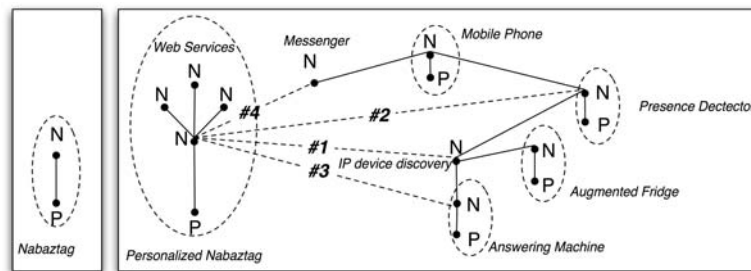 Web Services
Messenger
Mobile Phone
N
N
N
N
N
P
N
#4
#2
N
P
Presence Dectector
N
#1
N
IP device discovery
#3
N
P
Augmented Fridge
N
P
N
P
Nabaztag
P
Personalized Nabaztag
N
P
Answering Machine